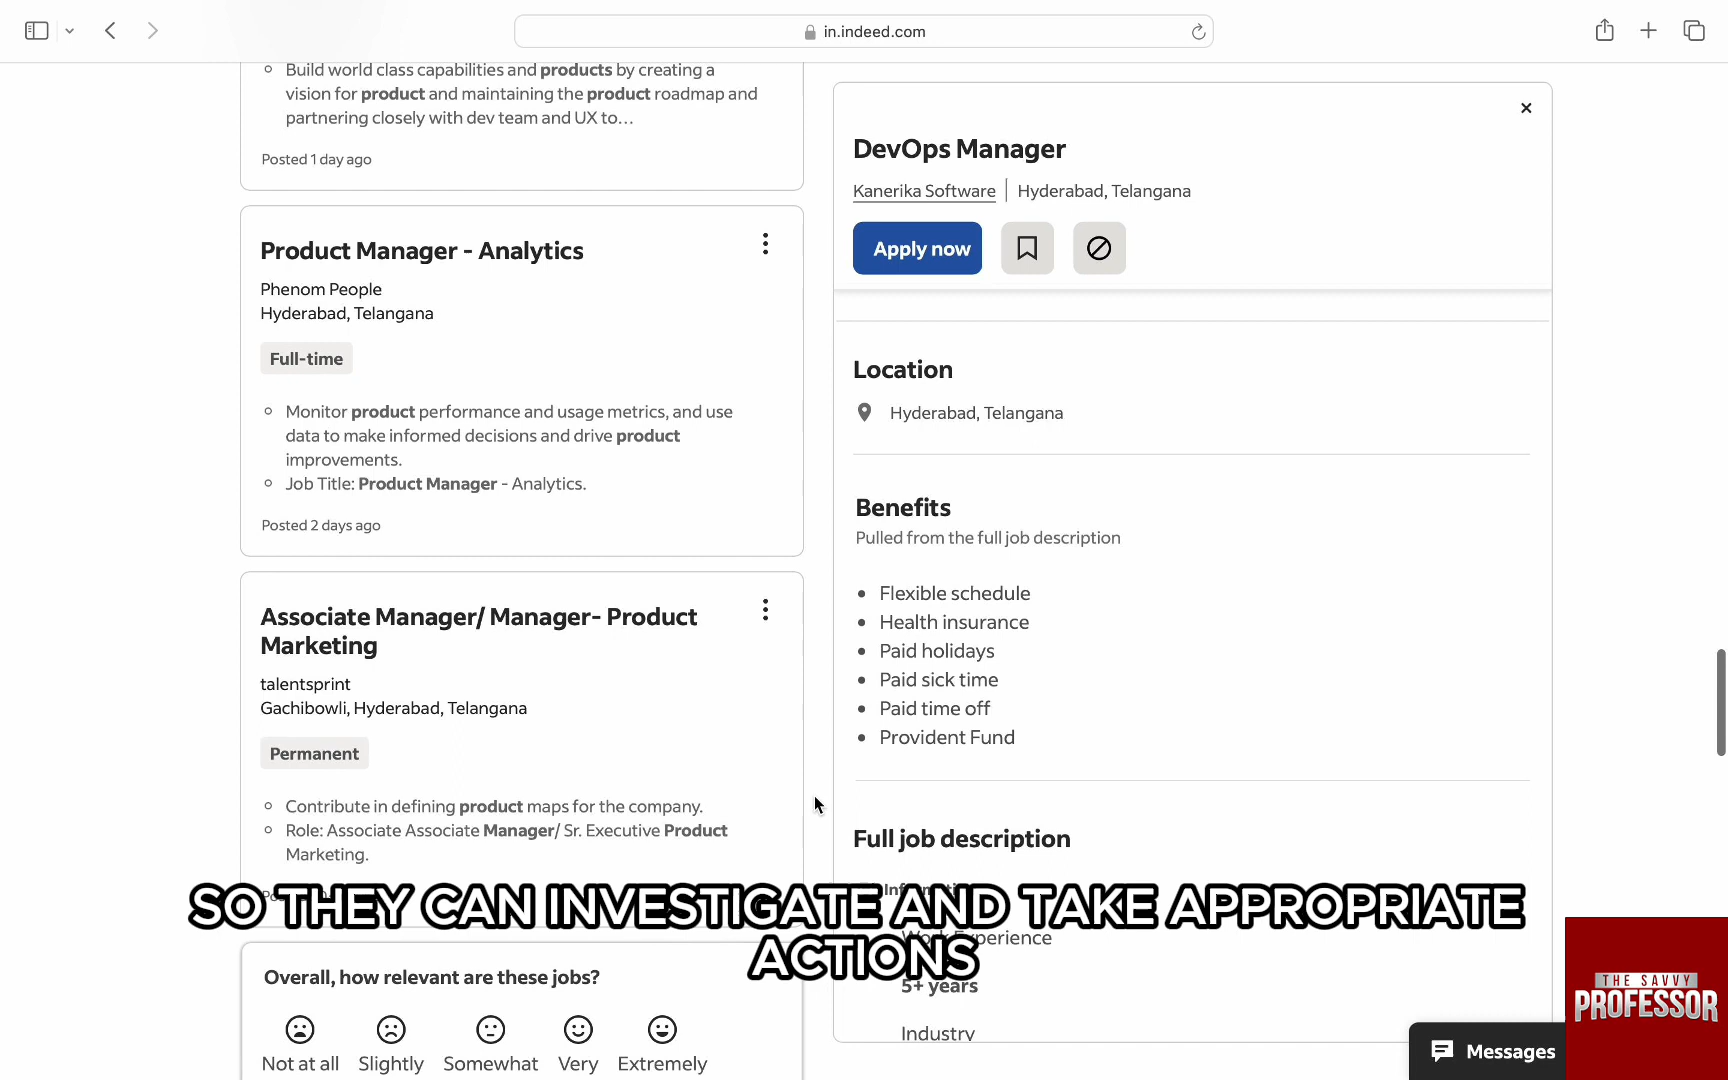 in.indeed.com
Build world class capabilities and products by creating a
vision for product and maintaining the product roadmap and
partnering closely with dev team and UX to...
Posted 1 day ago
Product Manager - Analytics
Phenom People
Hyderabad, Telangana
Full-time
Monitor product performance and usage metrics, and use
data to make informed decisions and drive product
improvements.
Job Title: Product Manager - Analytics.
Posted 2 days ago
Associate Manager/ Manager- Product
Marketing
talentsprint
Gachibowli, Hyderabad, Telangana
Permanent
Contribute in defining product maps for the company.
Role: Associate Associate Manager/ Sr. Executive Product
Marketing.
Overall, how relevant are these jobs?
Not at all
Slightly
Somewhat
Very
Extremely
DevOps Manager
Kanerika Software
Hyderabad, Telangana
Apply now
Location
Hyderabad, Telangana
Benefits
Pulled from the full job description
Flexible schedule
Health insurance
Paid holidays
Paid sick time
Paid time off
Provident Fund
Full job description
Work Experience
5+ years
Industry
SO THEY CAN INVESTIGATE AND TAKE APPROPRIATE
ACTIONS
Messages
THE SAVVY
PROFESSOR